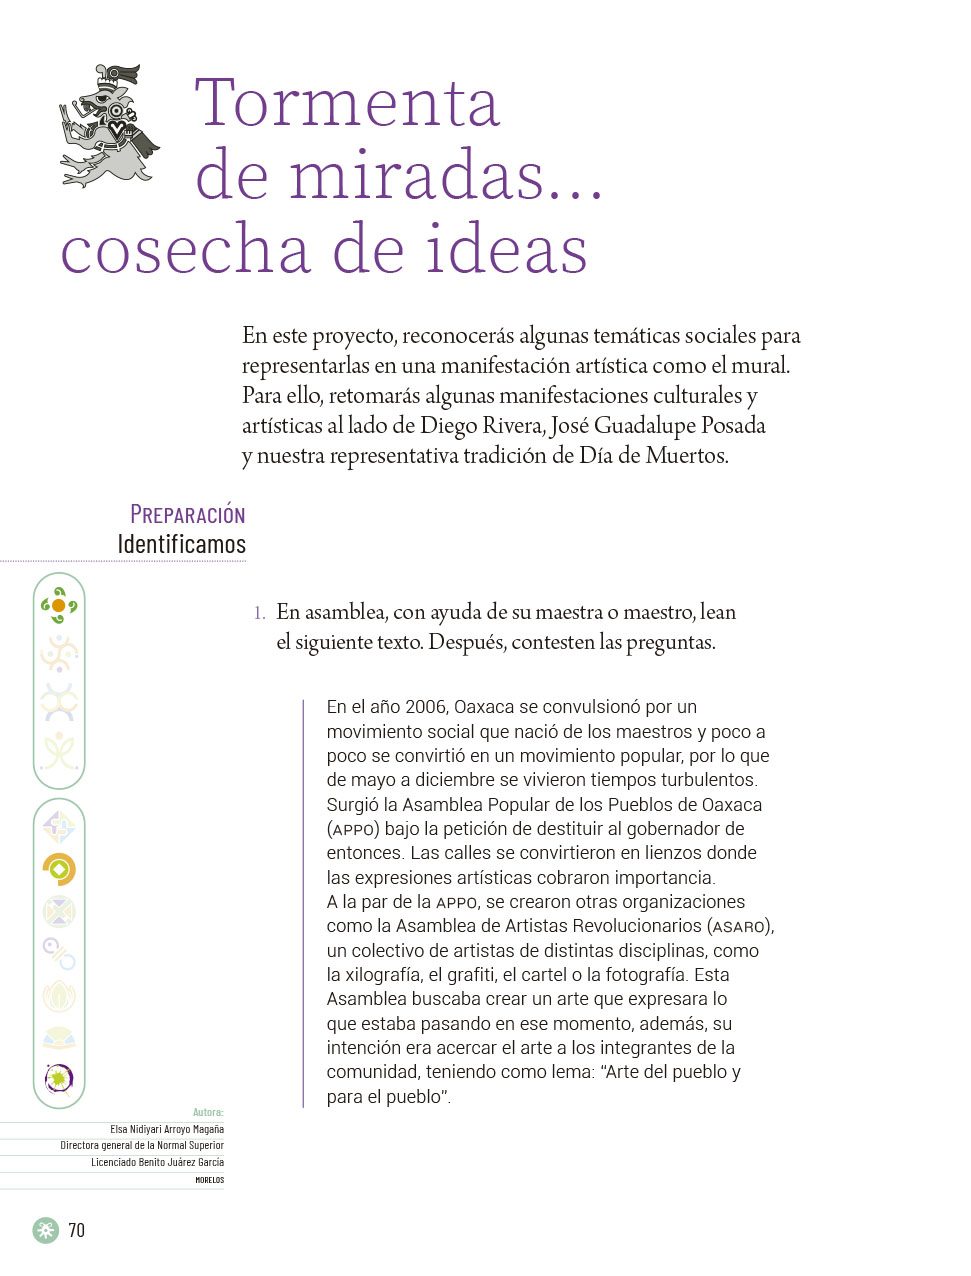 Tormenta
de miradas...
cosecha de ideas
En este proyecto, reconocerás algunas temáticas sociales para
representarlas en una manifestación artística como el mural.
Para ello, retomarás algunas manifestaciones culturales y
artísticas al lado de Diego Rivera, José Guadalupe Posada
y nuestra representativa tradición de Día de Muertos.
Preparación
Identificamos
1. En asamblea, con ayuda de su maestra o maestro, lean
el siguiente texto. Después, contesten las preguntas.
En el año 2006, Oaxaca se convulsionó por un
movimiento social que nació de los maestros y poco a
poco se convirtió en un movimiento popular, por lo que
de mayo a diciembre se vivieron tiempos turbulentos.
Surgió la Asamblea Popular de los Pueblos de Oaxaca
(APPO) bajo la petición de destituir al gobernador de
entonces. Las calles se convirtieron en lienzos donde
las expresiones artísticas cobraron importancia.
A la par de la APPO, se crearon otras organizaciones
como la Asamblea de Artistas Revolucionarios (ASARO),
un colectivo de artistas de distintas disciplinas, como
la xilografía, el grafiti, el cartel o la fotografía. Esta
Asamblea buscaba crear un arte que expresara lo
que estaba pasando en ese momento, además, su
intención era acercar el arte a los integrantes de la
comunidad, teniendo como lema: “Arte del pueblo y
para el pueblo”.
Autora:
Elsa Nidiyari Arroyo Magaña
Directora general de la Normal Superior
Licenciado Benito Juárez García
MORELOS
70